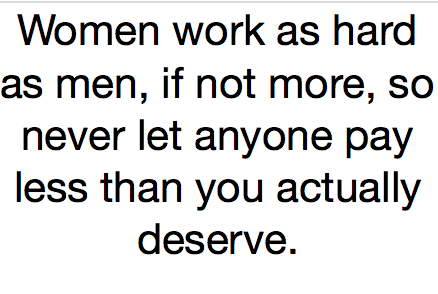 Women work as hard
as men, if not more, so
never let anyone pay
less than you actually
deserve.